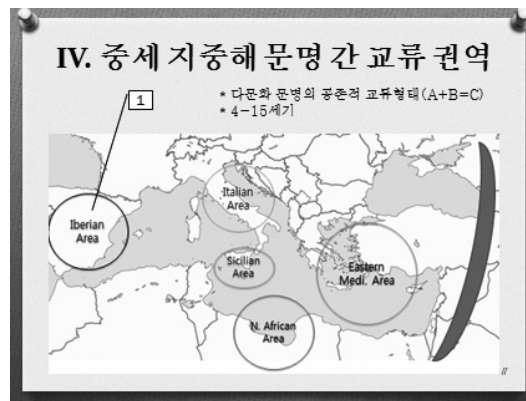 IV. 중세 지중해 문명 간 교류 권역
1
* 다문화 문명의 공존적 교류형태(A+B=C)
* 4-15세기
Italian
Area
Iberian
Area
Sicilian
Area
Eastern
Medi. Area
N. African
Area